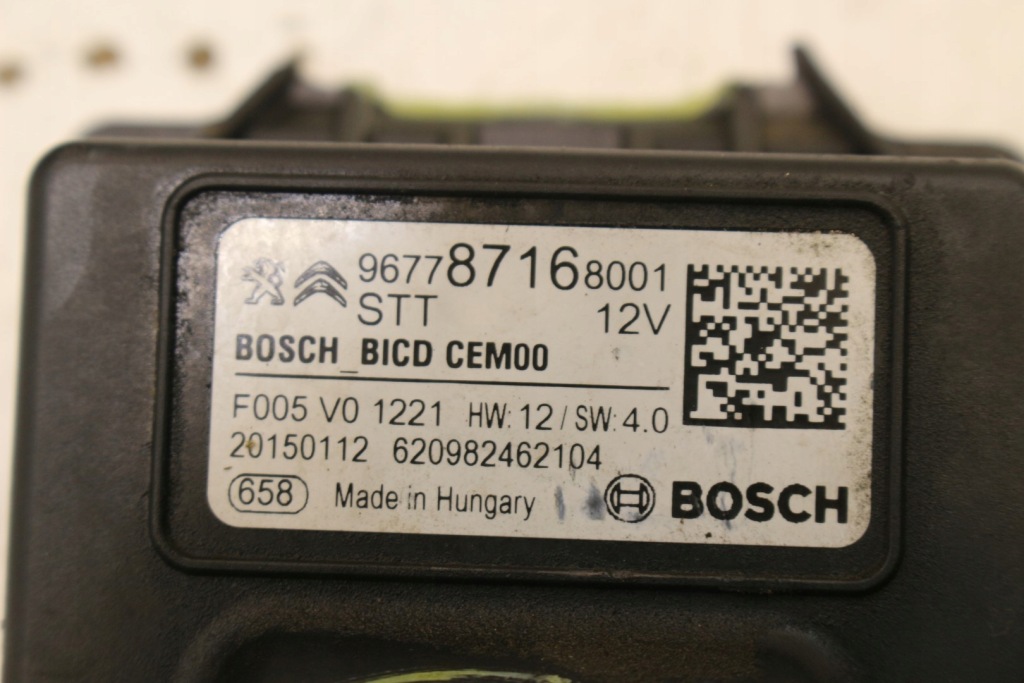 967787168001
STT 12V
BOSCH_BICD CEM00
F005 V0 1221 HW: 12 / SW: 4.0
20150112 620982462104
658 Made in Hungary BOSCH